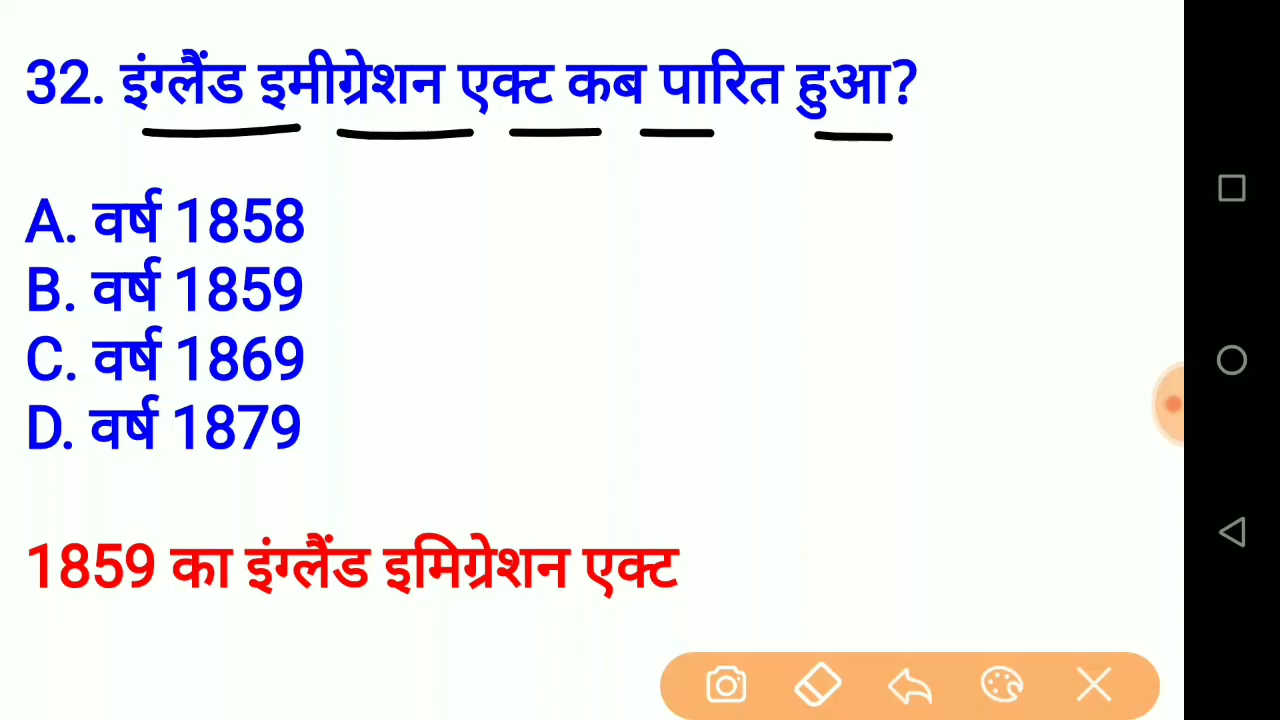 32. इंग्लैंड इमीग्रेशन एक्ट कब पारित हुआ?
A. वर्ष 1858
B. वर्ष 1859
C. वर्ष 1869
D. वर्ष 1879
1859 का इंग्लैंड इमिग्रेशन एक्ट